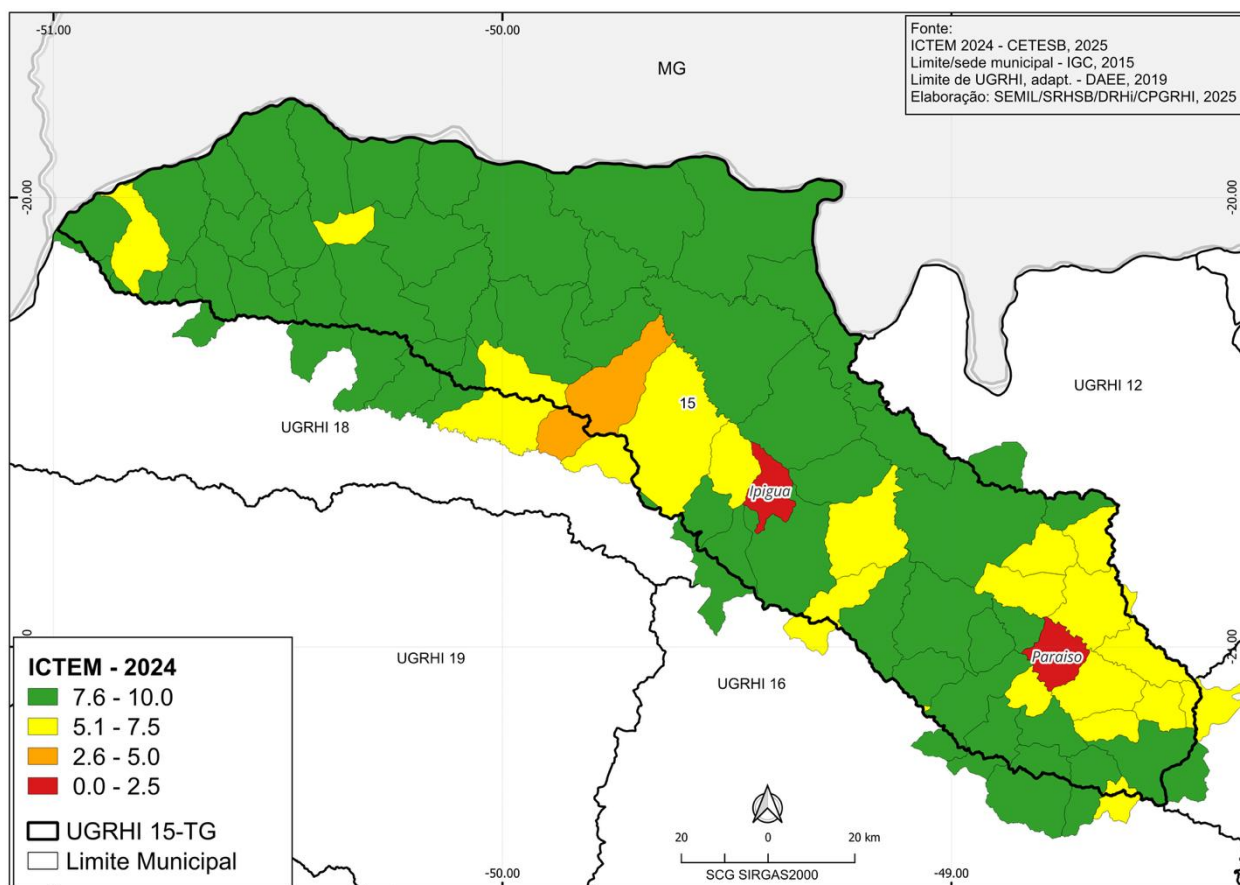 -51.00
-50.00
Fonte:
ICTEM 2024 - CETESB, 2025
Limite/sede municipal - IGC, 2015
Limite de UGRHI, adapt. - DAEE, 2019
Elaboração: SEMIL/SRHSB/DRHi/CPGRHI, 2025
MG
-20.00
-20.00
UGRHI 12
15
UGRHI 18
Ipigua
UGRHI 19
UGRHI 16
Paraiso
ICTEM - 2024
7.6 - 10.0
5.1 - 7.5
2.6 - 5.0
0.0 - 2.5
UGRHI 15-TG
Limite Municipal
20 0 20 km
SCG SIRGAS2000
-50.00
-49.00